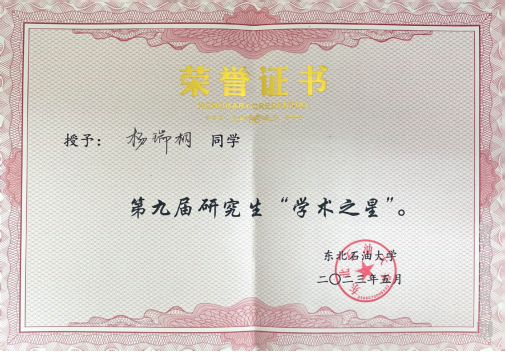 荣誉证书
授予：杨瑞桐 同学
第九届研究生“学术之星”。
东北石油大学
二〇二三年五月